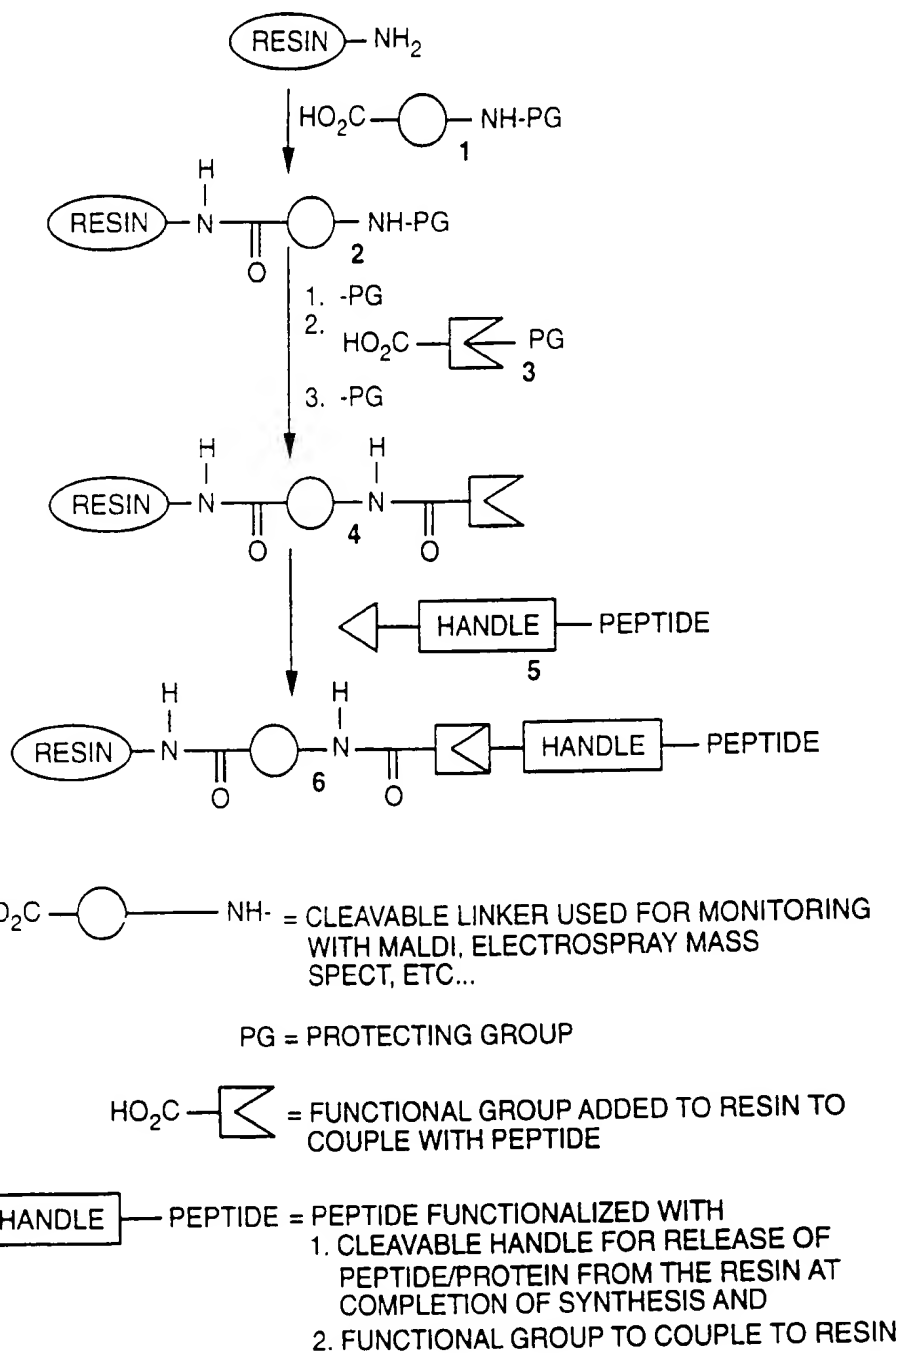 RESIN NH2
HO2C NH-PG
1
H
RESIN N NH-PG
O 2
1. -PG
2.
HO2C PG
3
3. -PG
H H
RESIN N N
O 4 O
HANDLE PEPTIDE
5
H H
RESIN N N HANDLE PEPTIDE
O 6 O
O2C NH- = CLEAVABLE LINKER USED FOR MONITORING
WITH MALDI, ELECTROSPRAY MASS
SPECT, ETC...
PG = PROTECTING GROUP
HO2C = FUNCTIONAL GROUP ADDED TO RESIN TO
COUPLE WITH PEPTIDE
HANDLE PEPTIDE = PEPTIDE FUNCTIONALIZED WITH
1. CLEAVABLE HANDLE FOR RELEASE OF
PEPTIDE/PROTEIN FROM THE RESIN AT
COMPLETION OF SYNTHESIS AND
2. FUNCTIONAL GROUP TO COUPLE TO RESIN